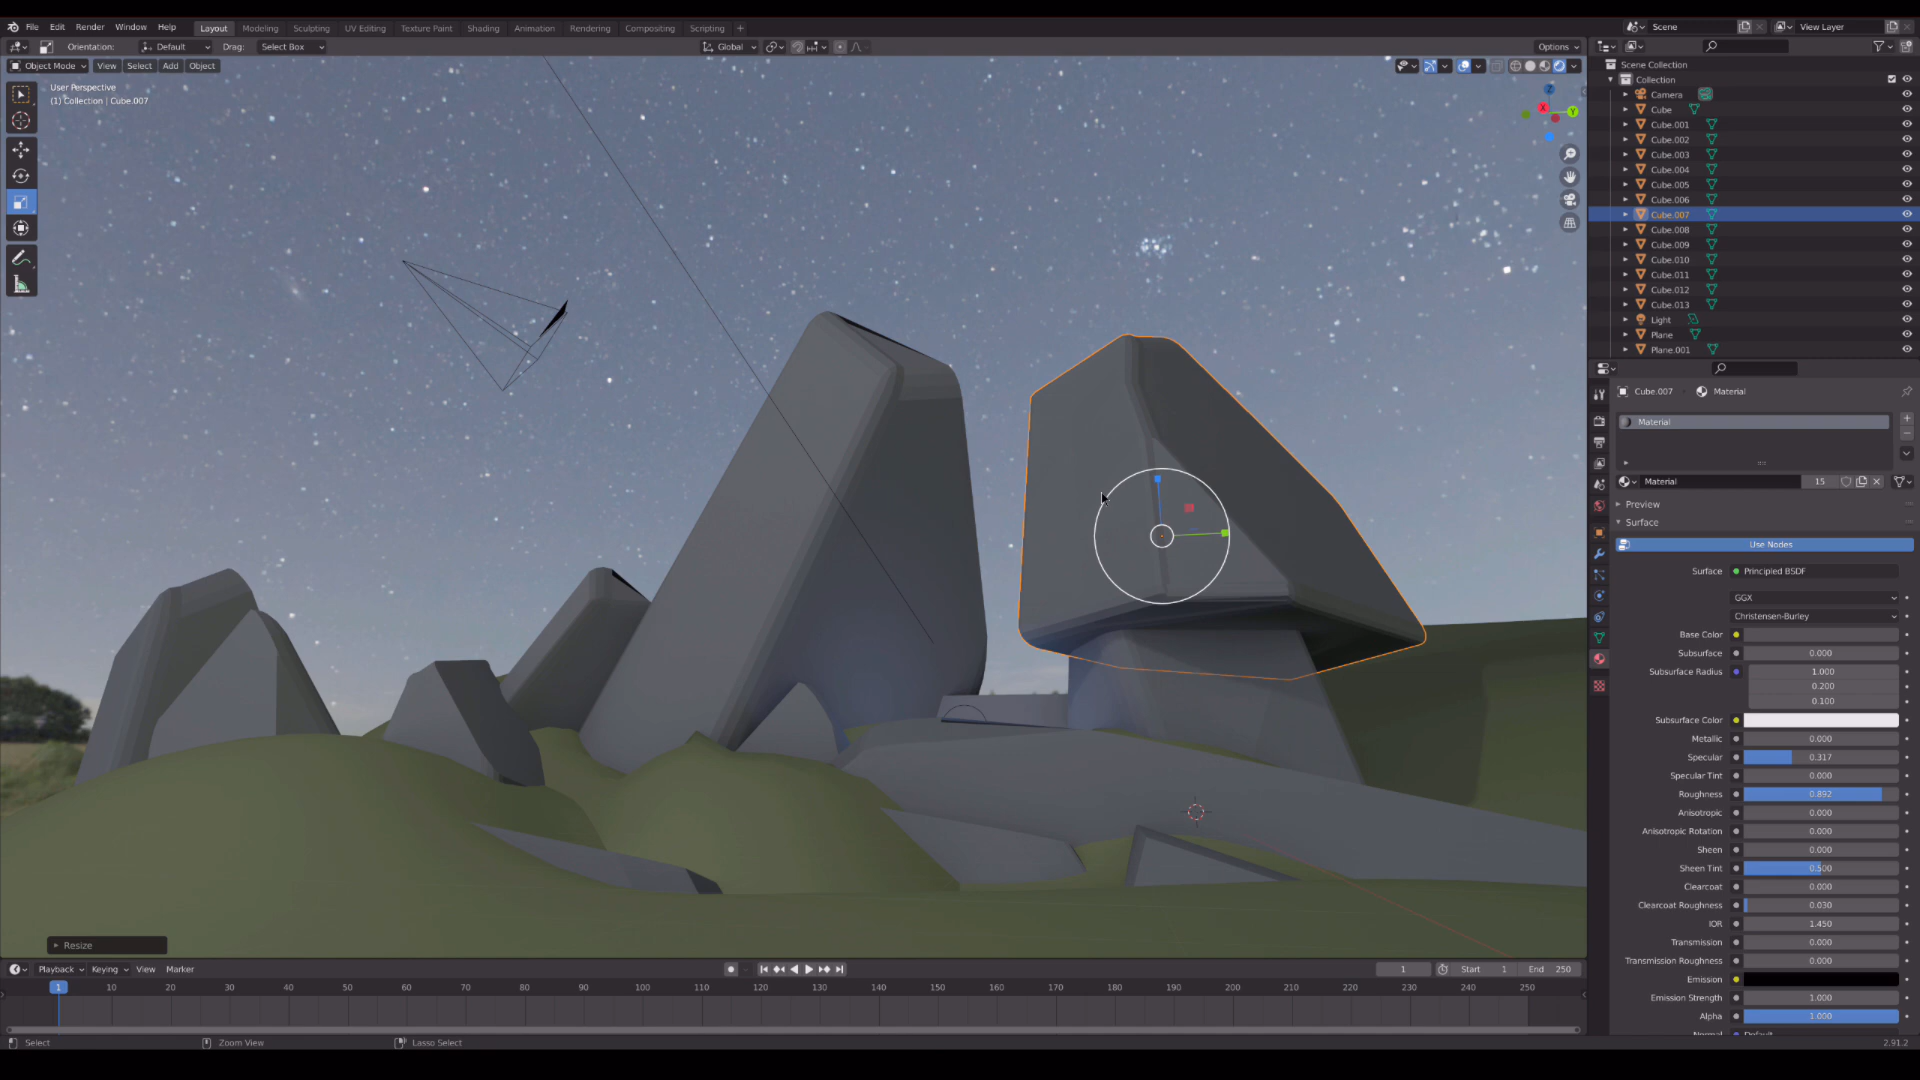 File Edit Render Window Help Layout Modeling Sculpting UV Editing Texture Paint Shading Animation Rendering Compositing Scripting + Scene View Layer
Orientation: Default Drag: Select Box Global Options
Object Mode View Select Add Object
User Perspective
(1) Collection | Cube.007
Z
X
Y
Scene Collection
Collection
Camera
Cube
Cube.001
Cube.002
Cube.003
Cube.004
Cube.005
Cube.006
Cube.007
Cube.008
Cube.009
Cube.010
Cube.011
Cube.012
Cube.013
Light
Plane
Plane.001
Cube.007 Material
Material
Material 15
Preview
Surface
Use Nodes
Surface Principled BSDF
GGX
Christensen-Burley
Base Color
Subsurface 0.000
Subsurface Radius 1.000
0.200
0.100
Subsurface Color
Metallic 0.000
Specular 0.317
Specular Tint 0.000
Roughness 0.892
Anisotropic 0.000
Anisotropic Rotation 0.000
Sheen 0.000
Sheen Tint 0.500
Clearcoat 0.000
Clearcoat Roughness 0.030
IOR 1.450
Transmission 0.000
Transmission Roughness 0.000
Emission
Emission Strength 1.000
Alpha 1.000
Normal Default
Resize
Playback Keying View Marker 1 Start 1 End 250
1 10 20 30 40 50 60 70 80 90 100 110 120 130 140 150 160 170 180 190 200 210 220 230 240 250
Select Zoom View Lasso Select 2.91.2